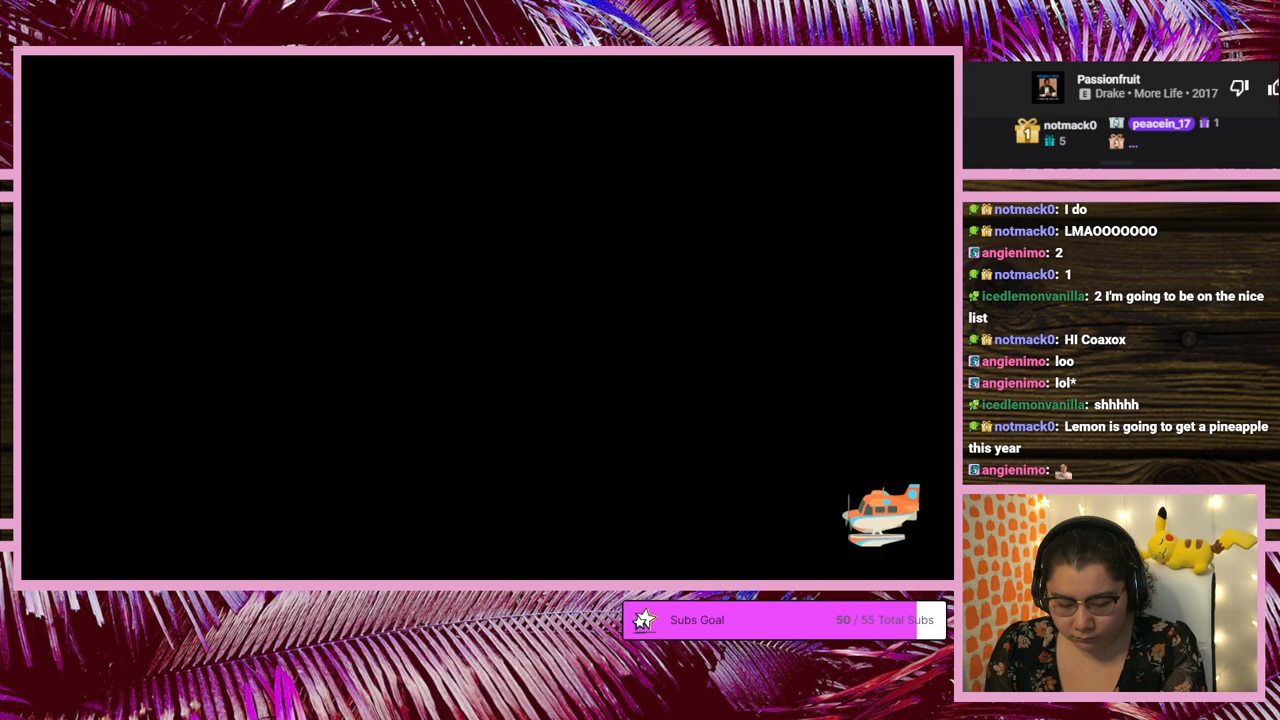 Passionfruit
E Drake • More Life • 2017
1 notmack0
5
peacein_17 1
...
notmack0: I do
notmack0: LMAOOOOOOO
angienimo: 2
notmack0: 1
icedlemonvanilla: 2 I'm going to be on the nice
list
notmack0: HI Coaxox
angienimo: loo
angienimo: lol*
icedlemonvanilla: shhhhh
notmack0: Lemon is going to get a pineapple
this year
angienimo:
Subs Goal 50 / 55 Total Subs